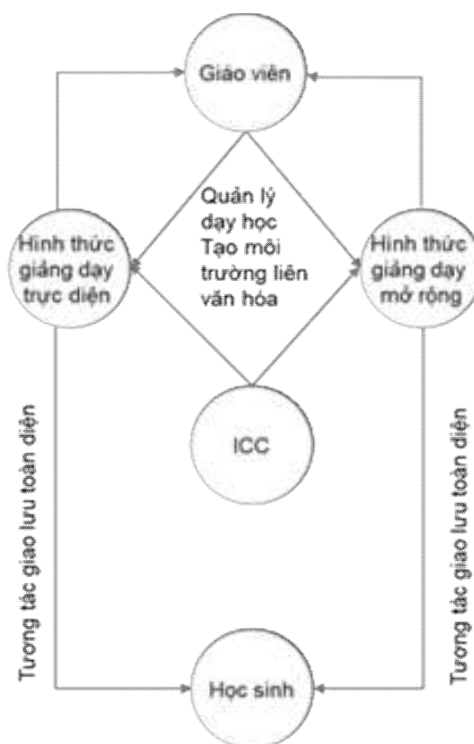 Giáo viên
Quản lý
dạy học
Tạo môi
trường liên
văn hóa
Hình thức
giảng dạy
trực diện
Hình thức
giảng dạy
mở rộng
ICC
Tương tác giao lưu toàn diện
Tương tác giao lưu toàn diện
Học sinh